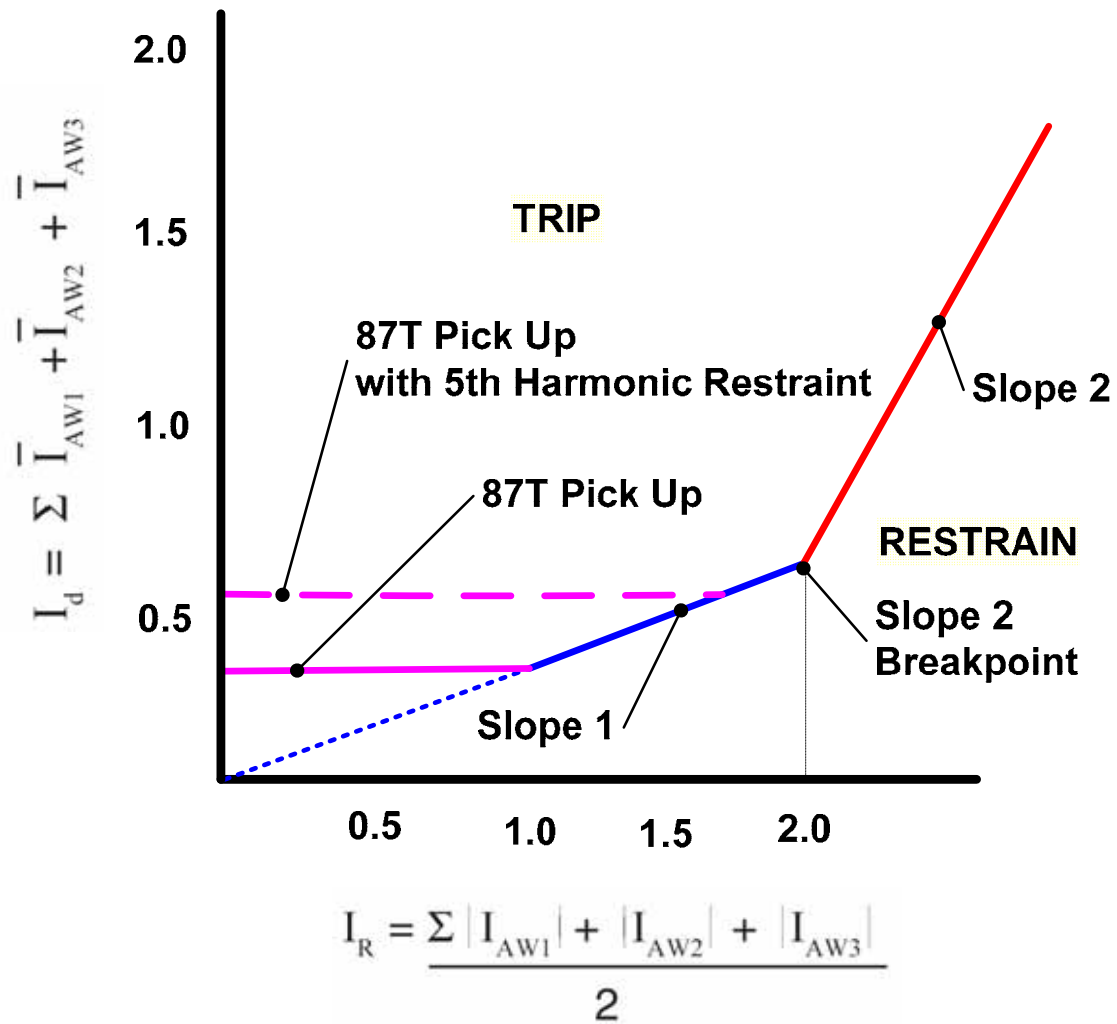 2.0
TRIP
1.5
87T Pick Up
with 5th Harmonic Restraint
Slope 2
1.0
87T Pick Up
RESTRAIN
0.5
Slope 2
Breakpoint
Slope 1
0.5 1.0 1.5 2.0
I_d = Σ Ī_AW1 + Ī_AW2 + Ī_AW3
I_R = Σ |I_AW1| + |I_AW2| + |I_AW3|
2